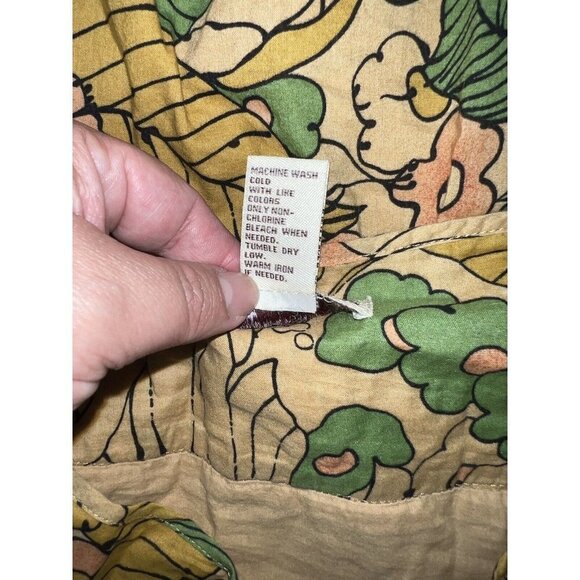 MACHINE WASH
COLD
WITH LIKE
COLORS
ONLY NON-
CHLORINE
BLEACH WHEN
NEEDED.
TUMBLE DRY
LOW.
WARM IRON
IF NEEDED.